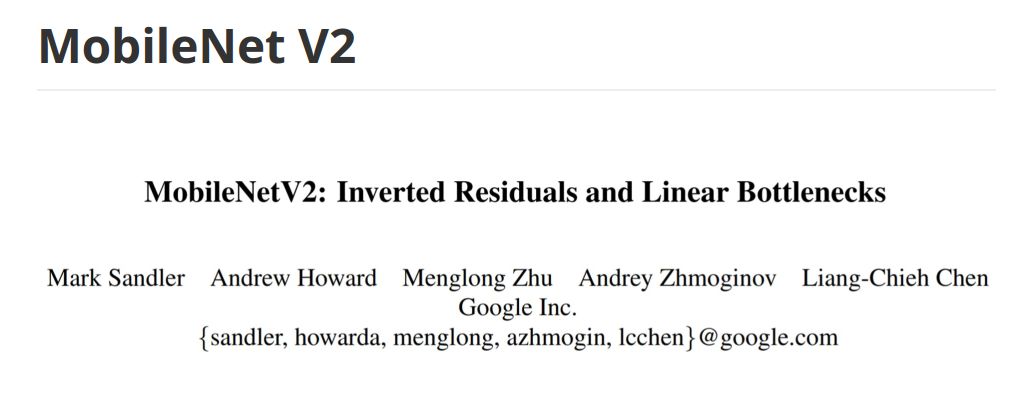 MobileNet V2
MobileNetV2: Inverted Residuals and Linear Bottlenecks
Mark Sandler Andrew Howard Menglong Zhu Andrey Zhmoginov Liang-Chieh Chen
Google Inc.
{sandler, howarda, menglong, azhmogin, lcchen}@google.com